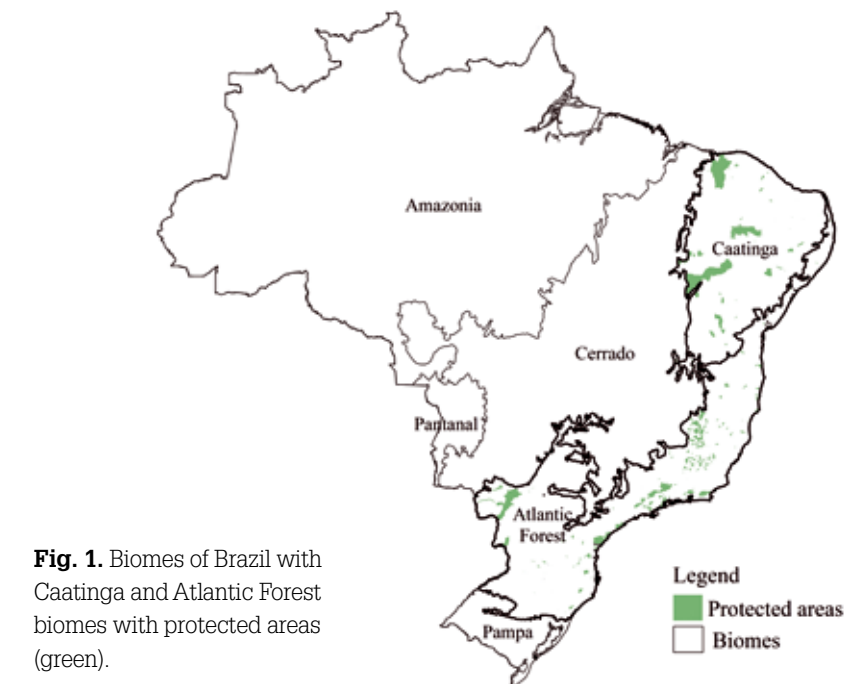 Amazonia
Caatinga
Cerrado
Pantanal
Atlantic
Forest
Fig. 1. Biomes of Brazil with
Caatinga and Atlantic Forest
biomes with protected areas
(green).
Legend
Protected areas
Biomes
Pampa